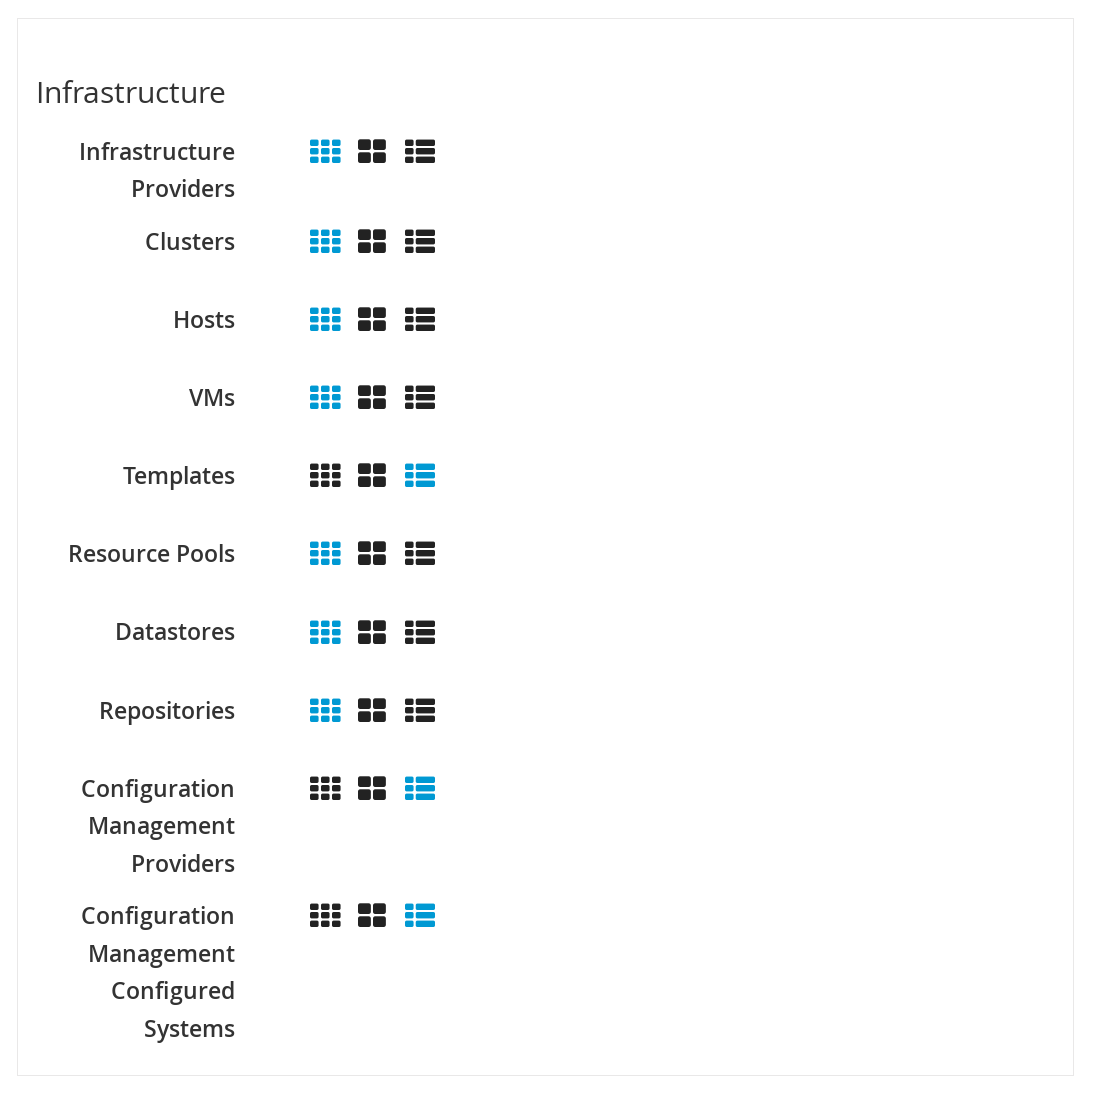 Infrastructure
Infrastructure
Providers
Clusters
Hosts
VMs
Templates
Resource Pools
Datastores
Repositories
Configuration
Management
Providers
Configuration
Management
Configured
Systems